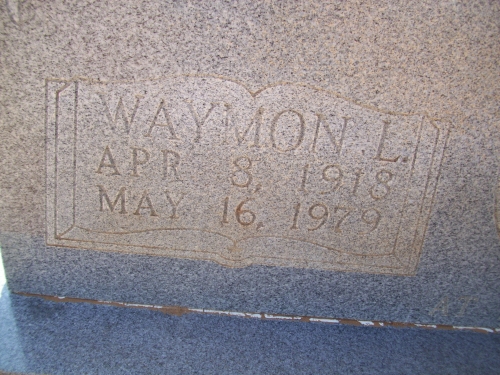 WAYMON L.
APR 8, 1918
MAY 16, 1979